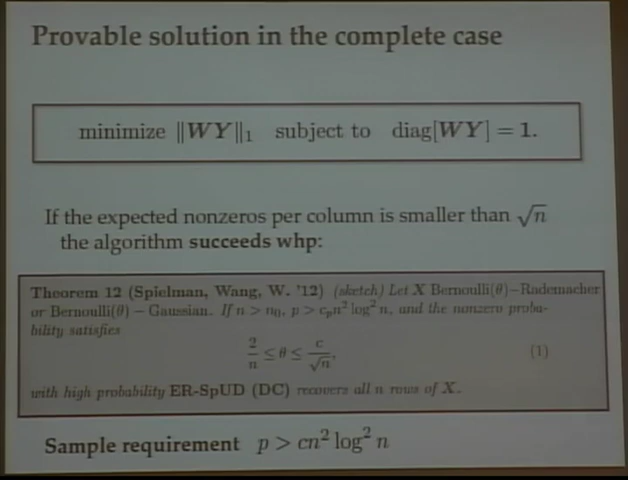 Provable solution in the complete case
minimize ‖WY‖₁ subject to diag[WY] = 1.
If the expected nonzeros per column is smaller than √n
the algorithm succeeds whp:
Theorem 12 (Spielman, Wang, W. '12) (sketch) Let X Bernoulli(θ)−Rademacher
or Bernoulli(θ) − Gaussian. If n > n₀, p > cₚn² log² n, and the nonzero proba-
bility satisfies
2/n ≤ θ ≤ c/√n, (1)
with high probability ER-SpUD (DC) recovers all n rows of X.
Sample requirement p > cn² log² n